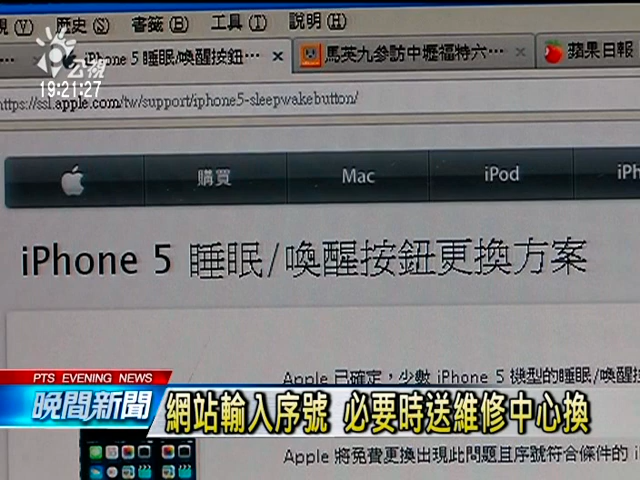 (V) 歷史(S) 書籤(B) 工具(T) 說明(H)
iPhone 5 睡眠/喚醒按鈕⋯ × 馬英九參訪中壢福特六⋯ × 蘋果日報
公視
19:21:27
https://ssl.apple.com/tw/support/iphone5-sleepwakebutton/
購買 Mac iPod iPh
iPhone 5 睡眠/喚醒按鈕更換方案
Apple 已確定，少數 iPhone 5 機型的睡眠/喚醒按
PTS EVENING NEWS
晚間新聞
網站輸入序號 必要時送維修中心換
Apple 將免費更換出現此問題且序號符合條件的 i